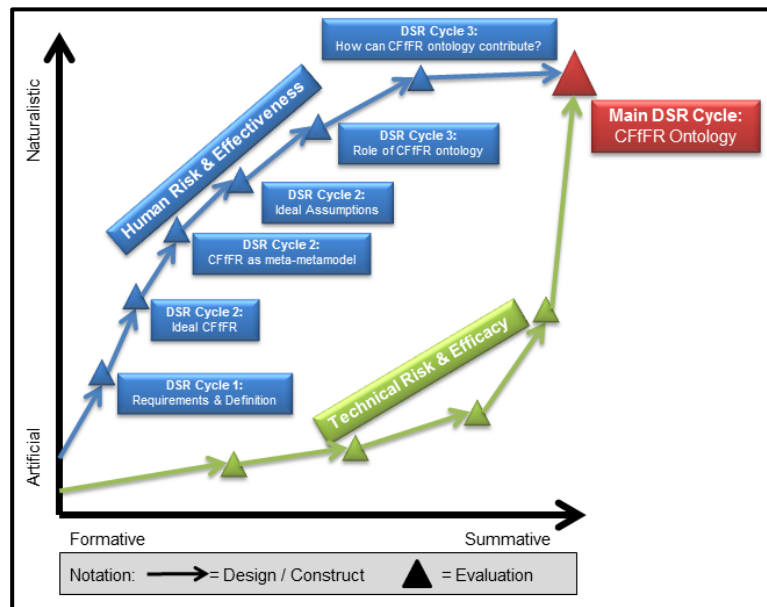 DSR Cycle 3:
How can CFfFR ontology contribute?
Naturalistic
Human Risk & Effectiveness
Main DSR Cycle:
CFfFR Ontology
DSR Cycle 3:
Role of CFfFR ontology
DSR Cycle 2:
Ideal Assumptions
DSR Cycle 2:
CFfFR as meta-metamodel
DSR Cycle 2:
Ideal CFfFR
Technical Risk & Efficacy
DSR Cycle 1:
Requirements & Definition
Artificial
Formative
Summative
Notation:
= Design / Construct
= Evaluation